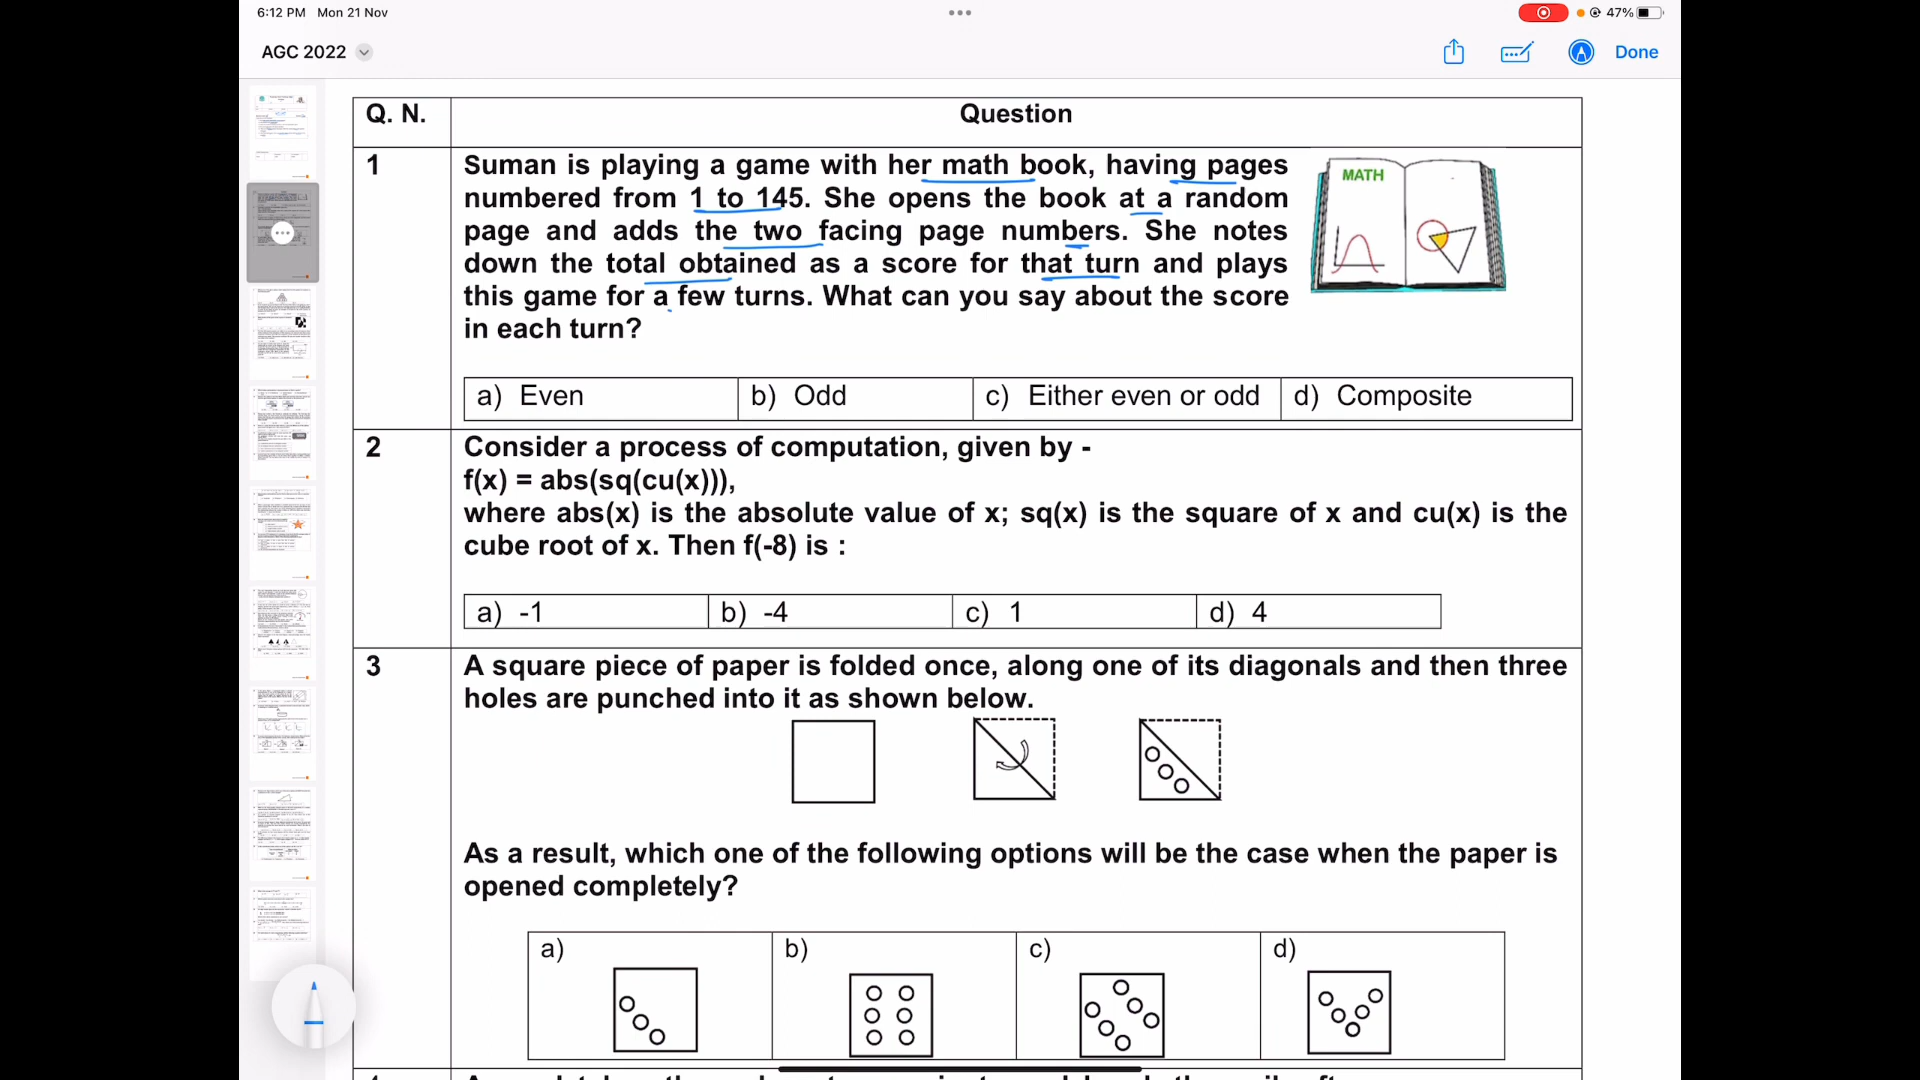 6:12 PM Mon 21 Nov
47%
AGC 2022
Done
Q. N.
Question
1
Suman is playing a game with her math book, having pages
numbered from 1 to 145. She opens the book at a random
page and adds the two facing page numbers. She notes
down the total obtained as a score for that turn and plays
this game for a few turns. What can you say about the score
in each turn?
MATH
a) Even
b) Odd
c) Either even or odd
d) Composite
2
Consider a process of computation, given by -
f(x) = abs(sq(cu(x))),
where abs(x) is the absolute value of x; sq(x) is the square of x and cu(x) is the
cube root of x. Then f(-8) is :
a) -1
b) -4
c) 1
d) 4
3
A square piece of paper is folded once, along one of its diagonals and then three
holes are punched into it as shown below.
As a result, which one of the following options will be the case when the paper is
opened completely?
a)
b)
c)
d)